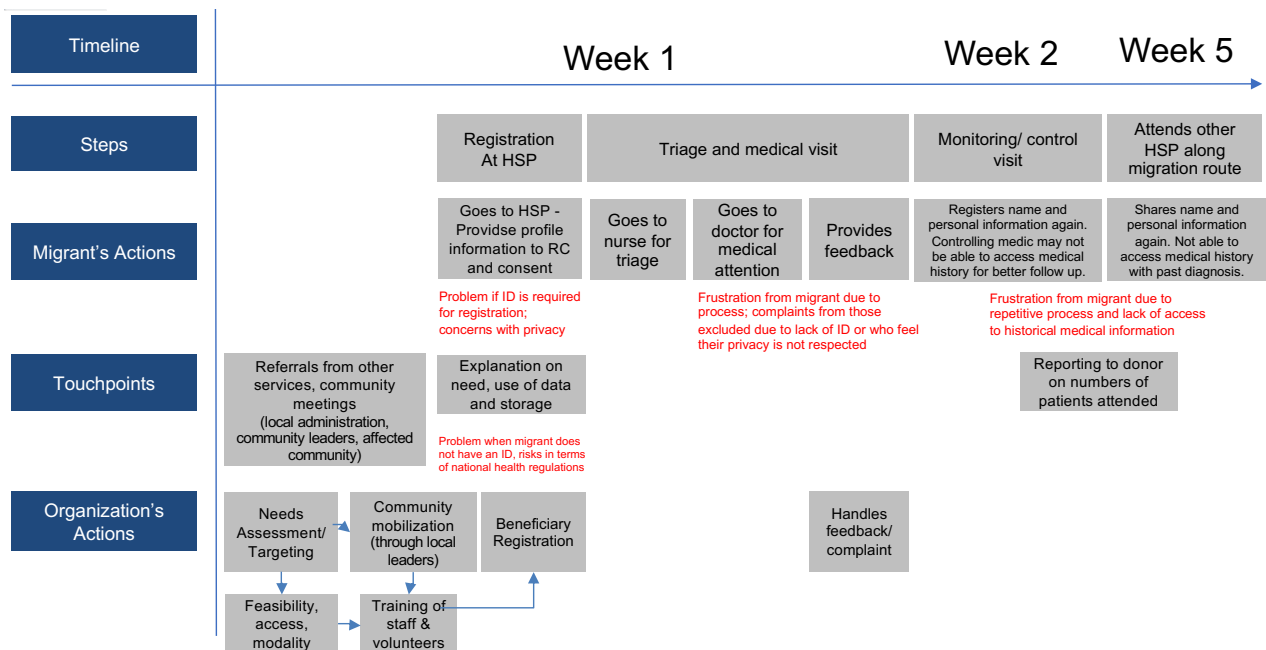 Timeline
Week 1
Week 2
Week 5
Steps
Registration
At HSP
Triage and medical visit
Monitoring/ control
visit
Attends other
HSP along
migration route
Migrant's Actions
Goes to HSP -
Providse profile
information to RC
and consent
Goes to
nurse for
triage
Goes to
doctor for
medical
attention
Provides
feedback
Registers name and
personal information again.
Controlling medic may not
be able to access medical
history for better follow up.
Shares name and
personal information
again. Not able to
access medical history
with past diagnosis.
Problem if ID is required
for registration;
concerns with privacy
Frustration from migrant due to
process; complaints from those
excluded due to lack of ID or who feel
their privacy is not respected
Frustration from migrant due to
repetitive process and lack of access
to historical medical information
Touchpoints
Referrals from other
services, community
meetings
(local administration,
community leaders, affected
community)
Explanation on
need, use of data
and storage
Reporting to donor
on numbers of
patients attended
Problem when migrant does
not have an ID, risks in terms
of national health regulations
Organization's
Actions
Needs
Assessment/
Targeting
Community
mobilization
(through local
leaders)
Beneficiary
Registration
Handles
feedback/
complaint
Feasibility,
access,
modality
Training of
staff &
volunteers